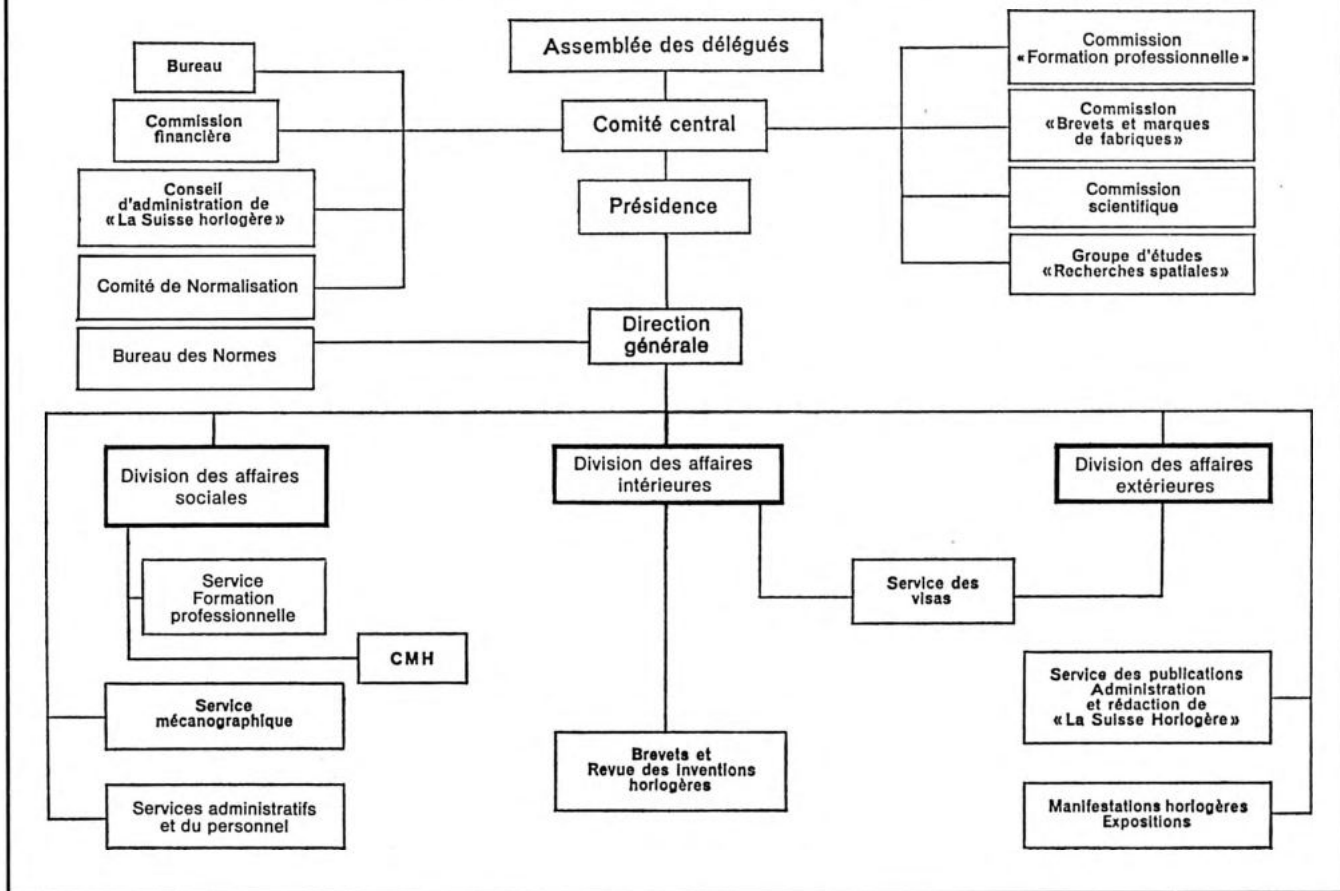 Assemblée des délégués
Bureau
Commission
financière
Conseil
d'administration de
«La Suisse horlogère»
Comité de Normalisation
Bureau des Normes
Comité central
Présidence
Direction
générale
Commission
«Formation professionnelle»
Commission
«Brevets et marques
de fabriques»
Commission
scientifique
Groupe d'études
«Recherches spatiales»
Division des affaires
sociales
Service
Formation
professionnelle
CMH
Service
mécanographique
Services administratifs
et du personnel
Division des affaires
intérieures
Brevets et
Revue des inventions
horlogères
Service des
visas
Division des affaires
extérieures
Service des publications
Administration
et rédaction de
«La Suisse Horlogère»
Manifestations horlogères
Expositions